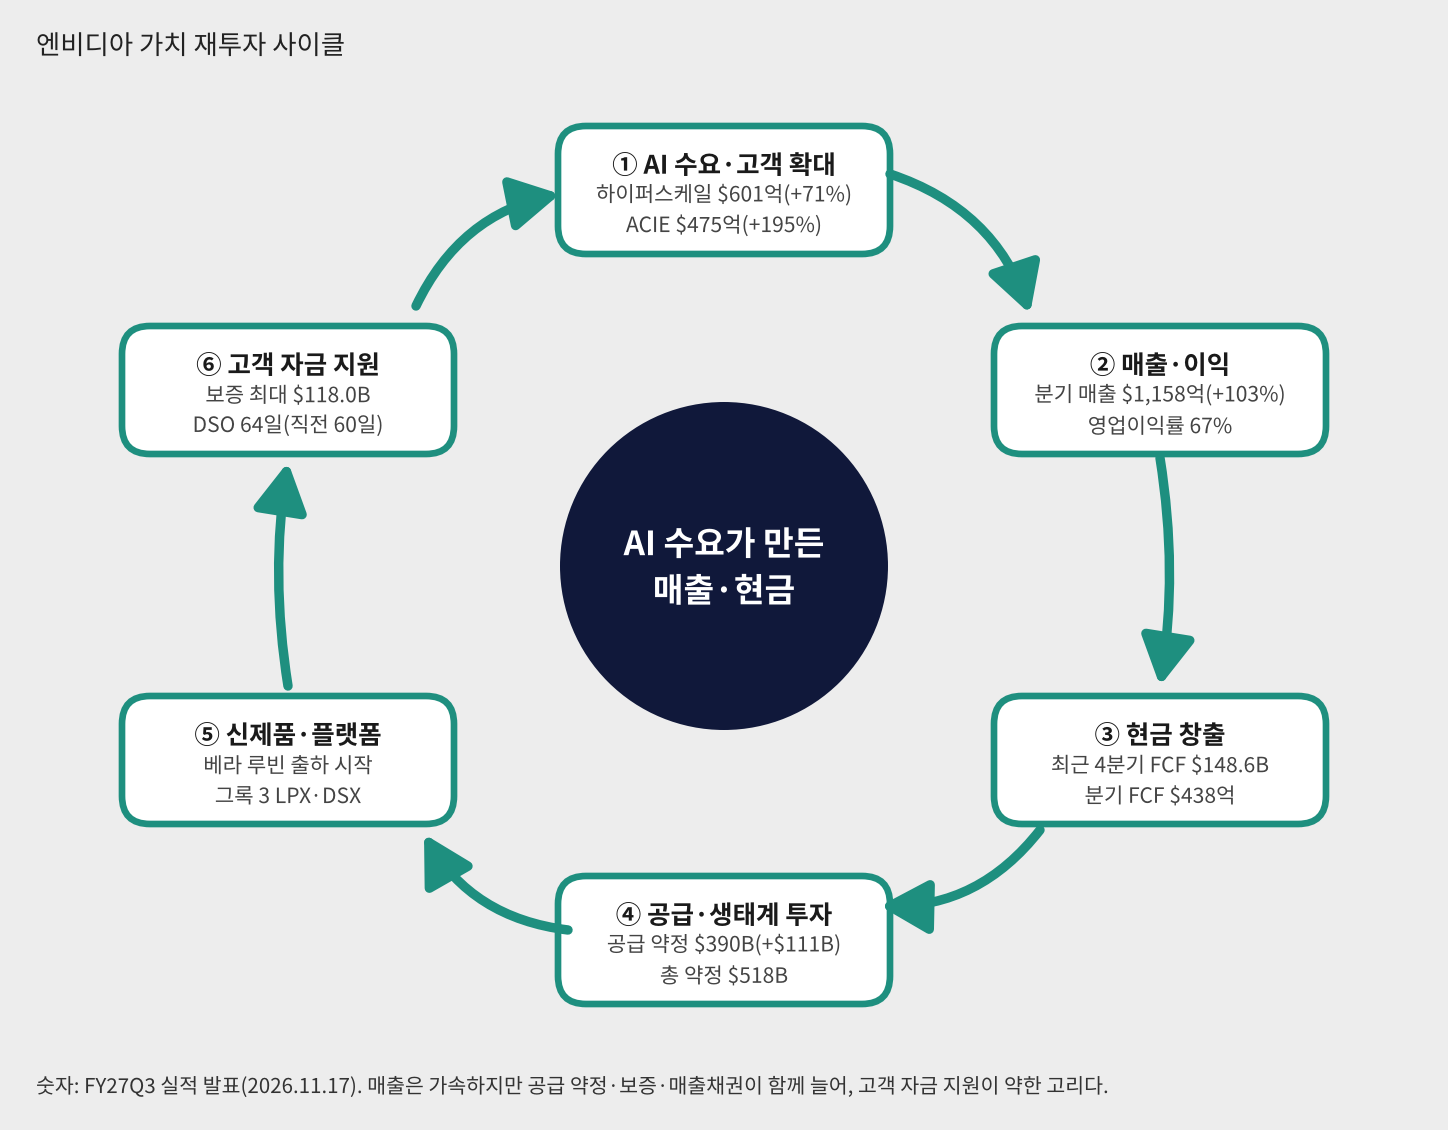 엔비디아 가치 재투자 사이클
① AI 수요·고객 확대
하이퍼스케일 $601억(+71%)
ACIE $475억(+195%)
② 매출·이익
분기 매출 $1,158억(+103%)
영업이익률 67%
③ 현금 창출
최근 4분기 FCF $148.6B
분기 FCF $438억
④ 공급·생태계 투자
공급 약정 $390B(+$111B)
총 약정 $518B
⑤ 신제품·플랫폼
베라 루빈 출하 시작
그록 3 LPX·DSX
⑥ 고객 자금 지원
보증 최대 $118.0B
DSO 64일(직전 60일)
AI 수요가 만든
매출·현금
숫자: FY27Q3 실적 발표(2026.11.17). 매출은 가속하지만 공급 약정·보증·매출채권이 함께 늘어, 고객 자금 지원이 약한 고리다.